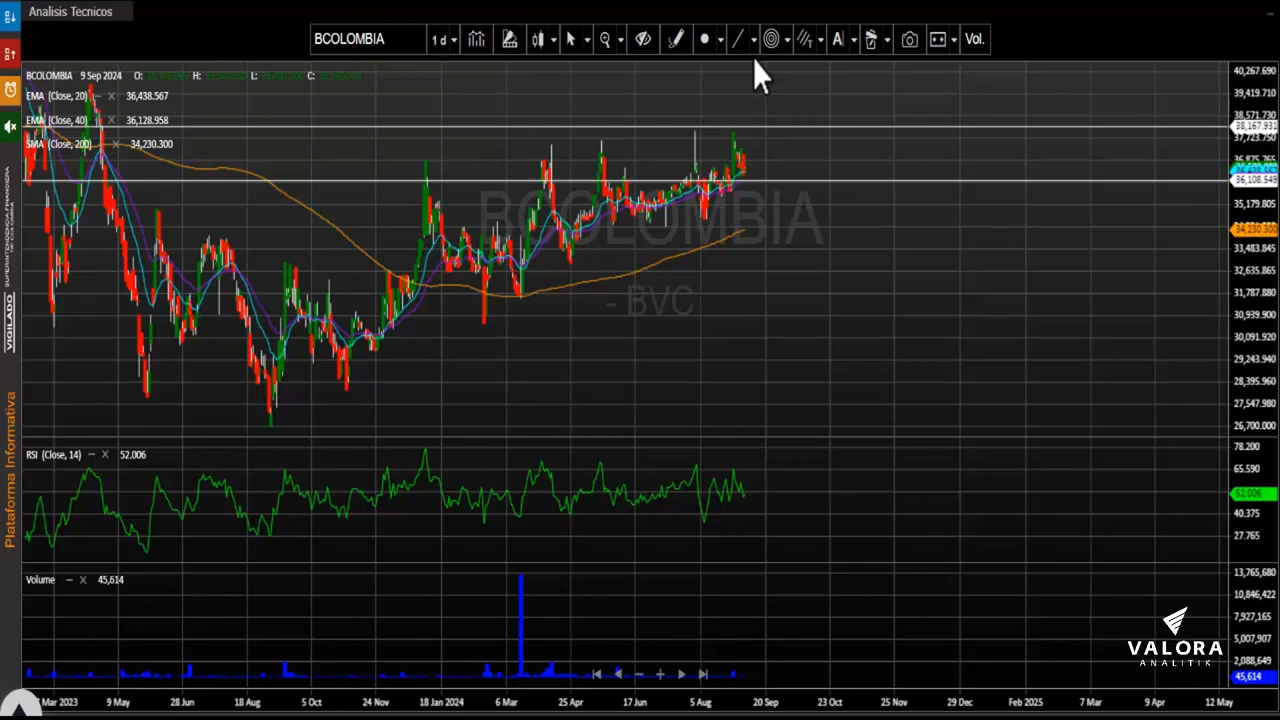 Analisis Tecnicos
BCOLOMBIA
1 d
A
Vol.
BCOLOMBIA 9 Sep 2024 O: H: L: C:
EMA (Close, 20) 36,438.567
EMA (Close, 40) 36,128.958
SMA (Close, 200) 34,230.300
40,267.690
39,419.710
38,571.730
38,167.931
37,723.750
36,875.765
36,108.549
35,179.805
34,230.300
33,483.845
32,635.865
31,787.880
30,939.900
30,091.920
29,243.940
28,395.960
27,547.980
26,700.000
BCOLOMBIA
- BVC
RSI (Close, 14) 52.006
78.200
65.590
52.006
40.375
27.765
Volume 45,614
13,765,680
10,846,422
7,927,165
5,007,907
2,088,649
45,614
Mar 2023
9 May
28 Jun
18 Aug
5 Oct
24 Nov
18 Jan 2024
6 Mar
25 Apr
17 Jun
5 Aug
20 Sep
23 Oct
25 Nov
29 Dec
Feb 2025
7 Mar
9 Apr
12 May
VIGILADO SUPERINTENDENCIA FINANCIERA
Plataforma Informativa
VALORA
ANALITIK